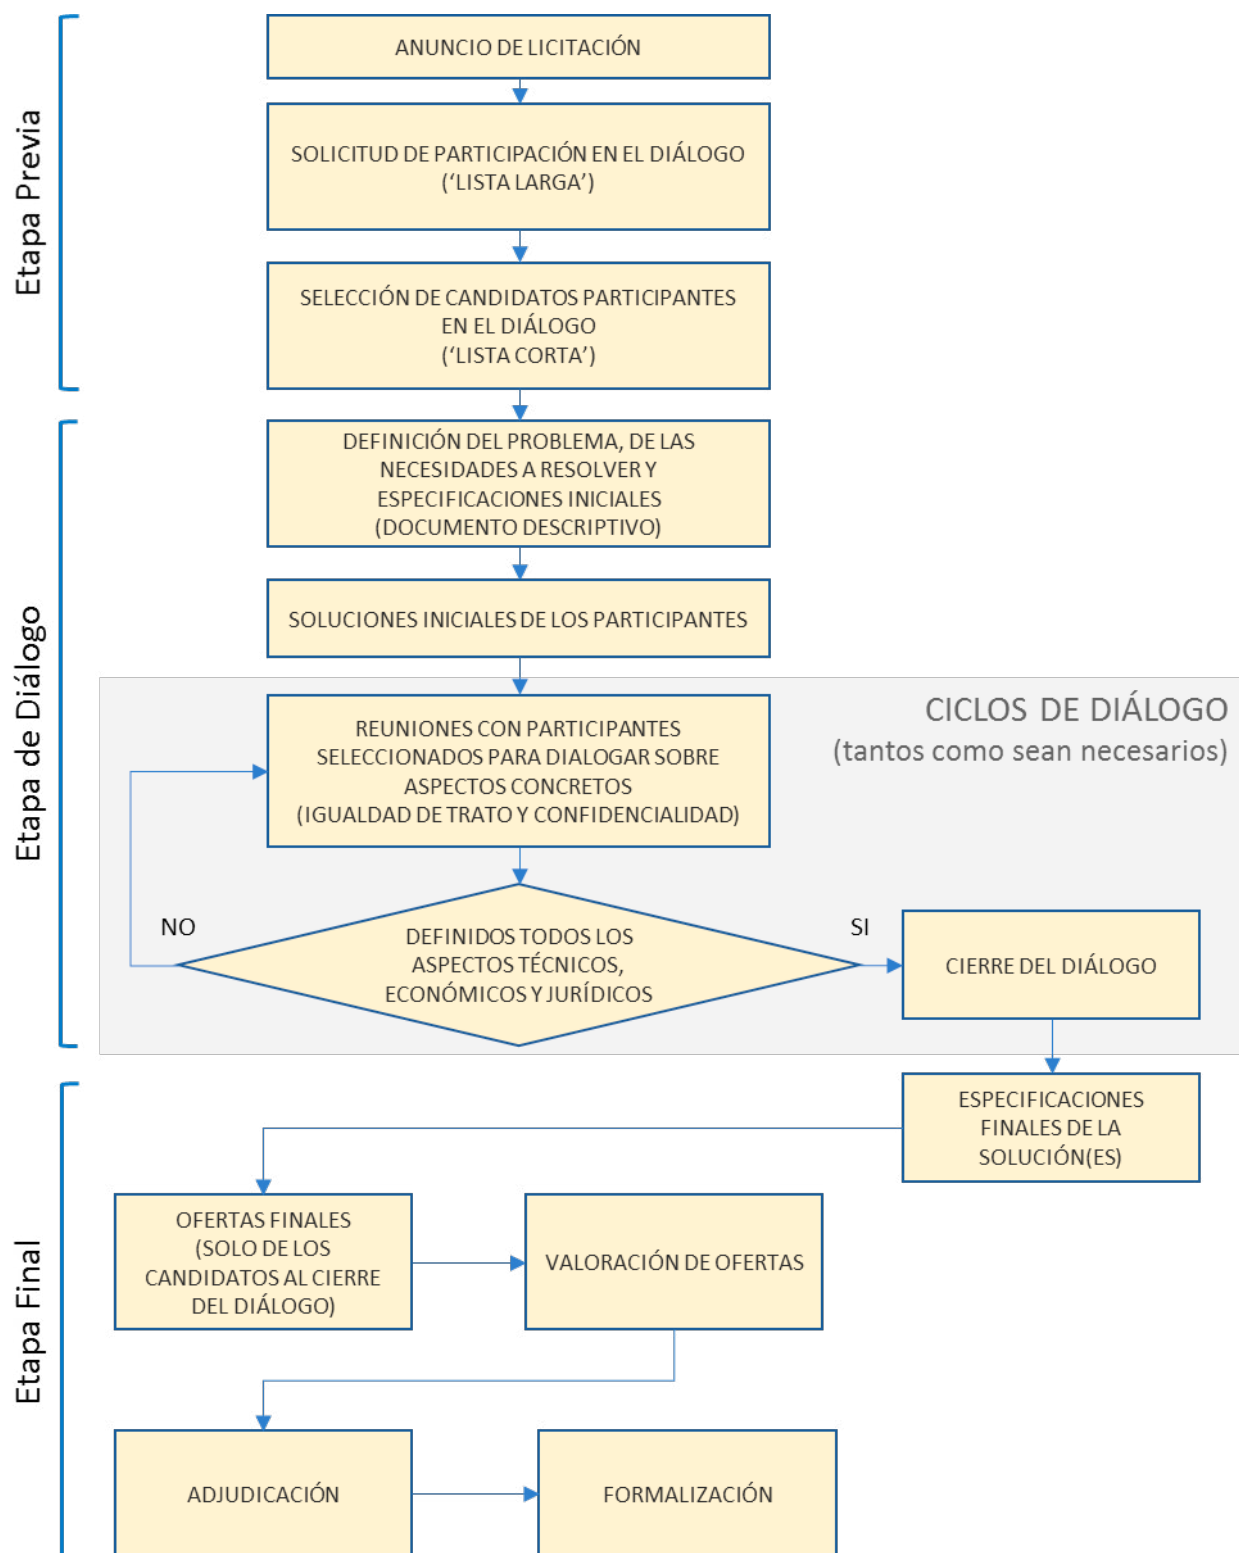 Etapa Previa
ANUNCIO DE LICITACIÓN
SOLICITUD DE PARTICIPACIÓN EN EL DIÁLOGO
(‘LISTA LARGA’)
SELECCIÓN DE CANDIDATOS PARTICIPANTES
EN EL DIÁLOGO
(‘LISTA CORTA’)
Etapa de Diálogo
DEFINICIÓN DEL PROBLEMA, DE LAS
NECESIDADES A RESOLVER Y
ESPECIFICACIONES INICIALES
(DOCUMENTO DESCRIPTIVO)
SOLUCIONES INICIALES DE LOS PARTICIPANTES
CICLOS DE DIÁLOGO
(tantos como sean necesarios)
REUNIONES CON PARTICIPANTES
SELECCIONADOS PARA DIALOGAR SOBRE
ASPECTOS CONCRETOS
(IGUALDAD DE TRATO Y CONFIDENCIALIDAD)
NO
DEFINIDOS TODOS LOS
ASPECTOS TÉCNICOS,
ECONÓMICOS Y JURÍDICOS
SI
CIERRE DEL DIÁLOGO
Etapa Final
ESPECIFICACIONES
FINALES DE LA
SOLUCIÓN(ES)
OFERTAS FINALES
(SOLO DE LOS
CANDIDATOS AL CIERRE
DEL DIÁLOGO)
VALORACIÓN DE OFERTAS
ADJUDICACIÓN
FORMALIZACIÓN